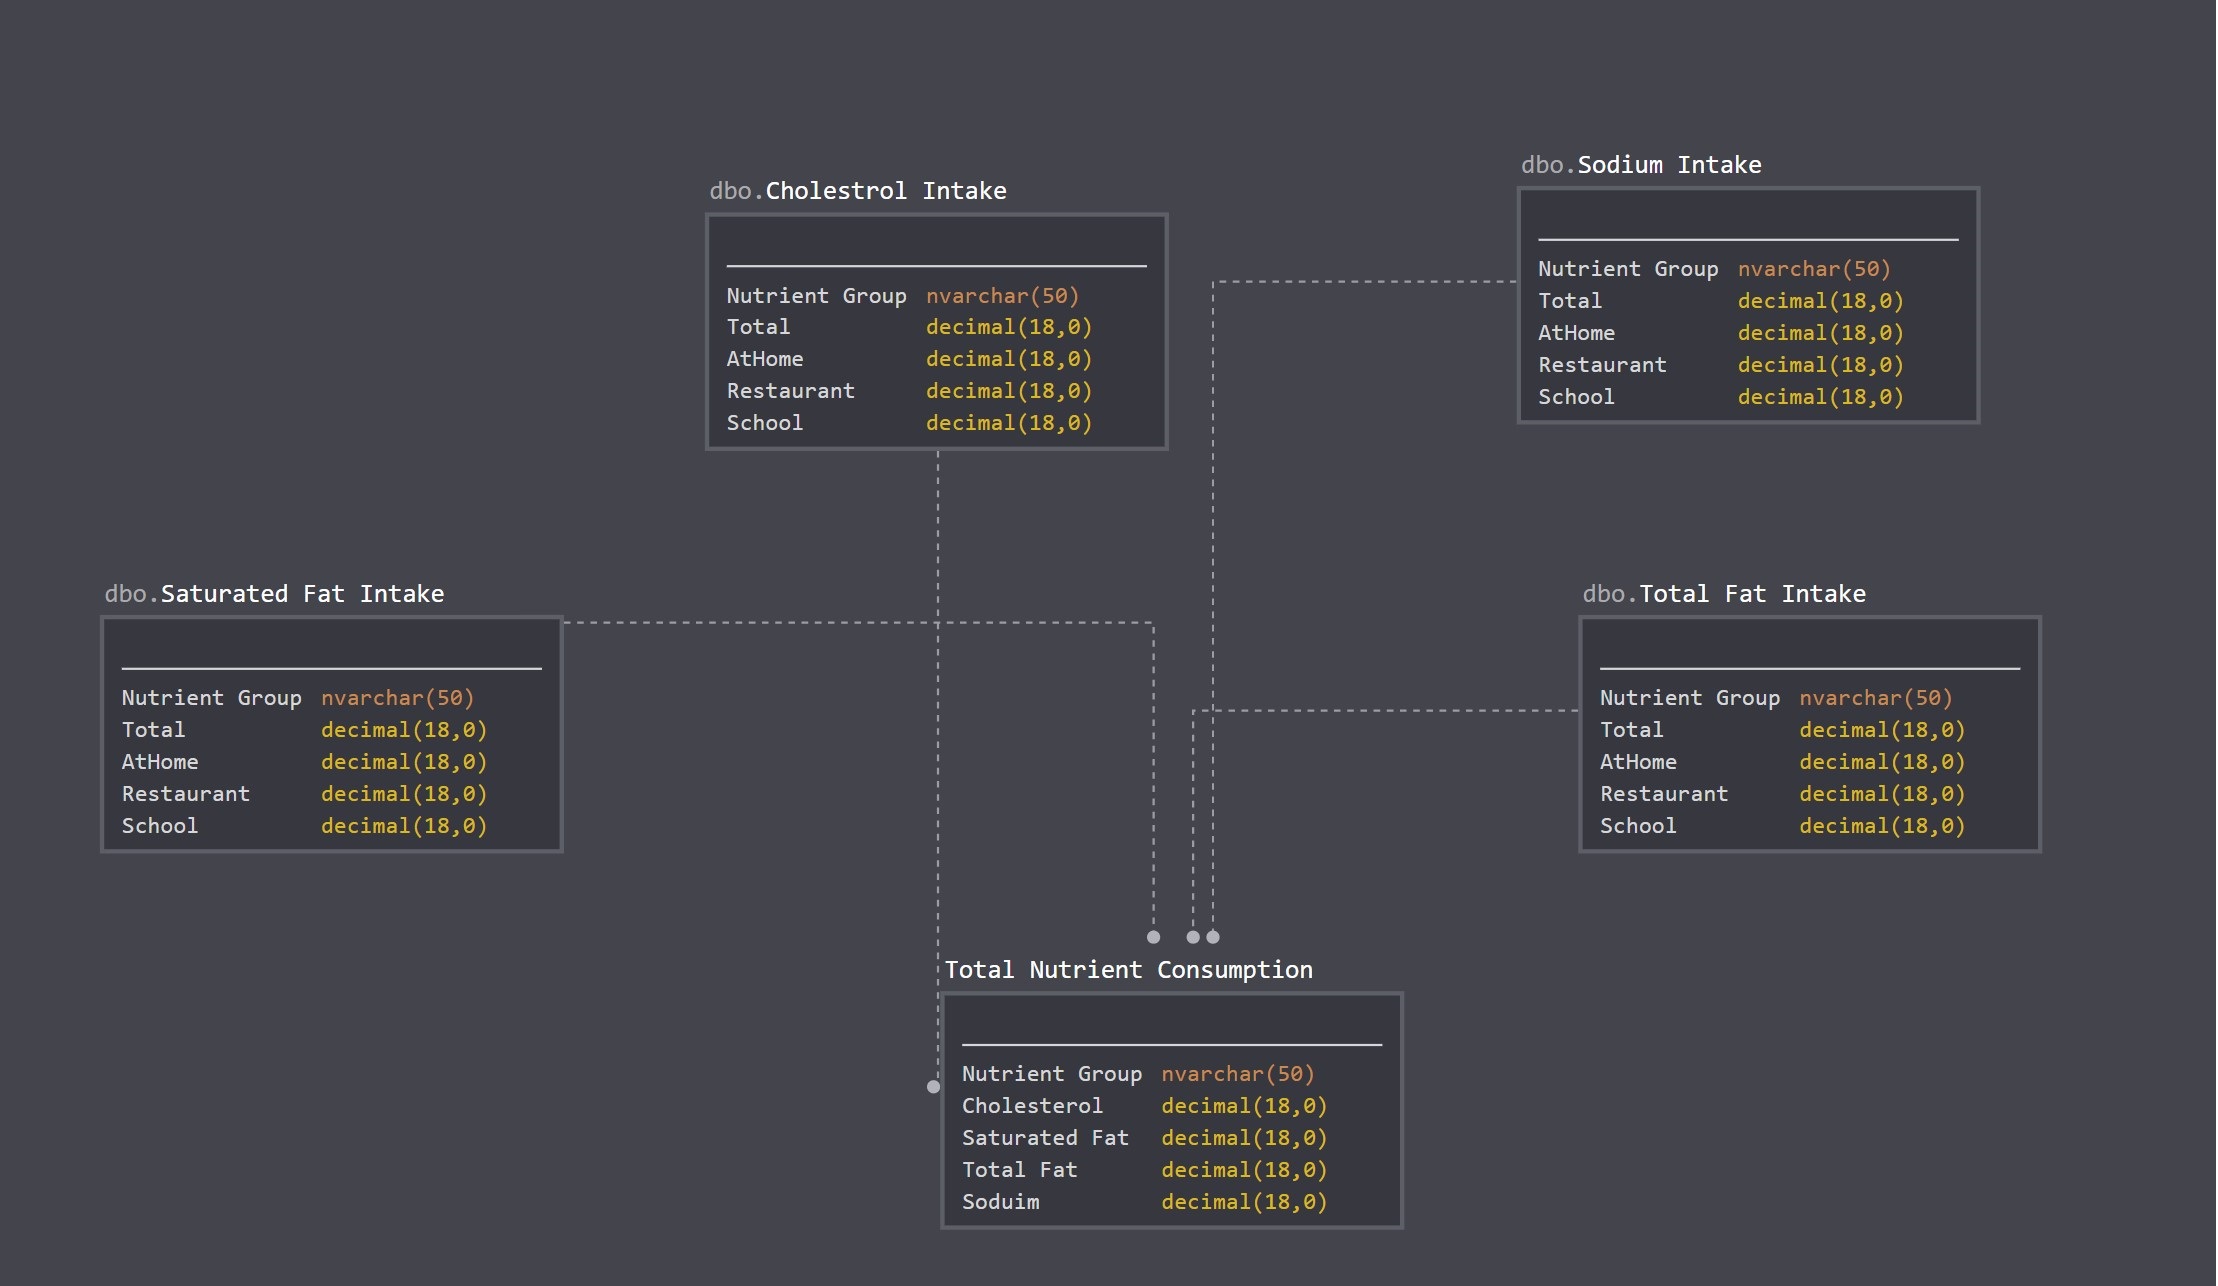 dbo.Sodium Intake
Nutrient Group nvarchar(50)
Total decimal(18,0)
AtHome decimal(18,0)
Restaurant decimal(18,0)
School decimal(18,0)
dbo.Cholestrol Intake
Nutrient Group nvarchar(50)
Total decimal(18,0)
AtHome decimal(18,0)
Restaurant decimal(18,0)
School decimal(18,0)
dbo.Saturated Fat Intake
Nutrient Group nvarchar(50)
Total decimal(18,0)
AtHome decimal(18,0)
Restaurant decimal(18,0)
School decimal(18,0)
dbo.Total Fat Intake
Nutrient Group nvarchar(50)
Total decimal(18,0)
AtHome decimal(18,0)
Restaurant decimal(18,0)
School decimal(18,0)
Total Nutrient Consumption
Nutrient Group nvarchar(50)
Cholesterol decimal(18,0)
Saturated Fat decimal(18,0)
Total Fat decimal(18,0)
Soduim decimal(18,0)